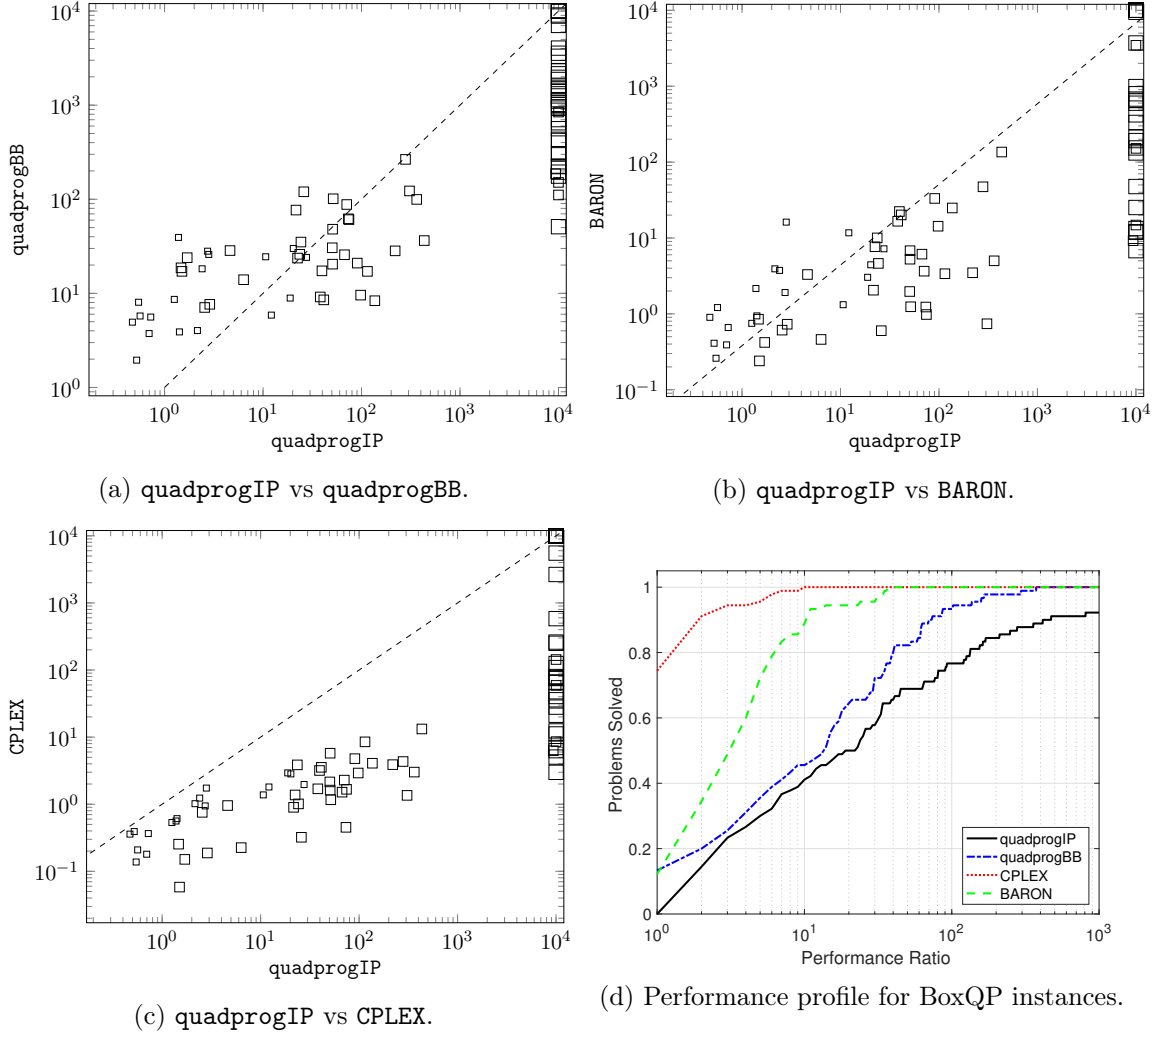 10^4
10^3
10^2
10^1
10^0
quadprogBB
10^0 10^1 10^2 10^3 10^4
quadprogIP
(a) quadprogIP vs quadprogBB.
10^4
10^3
10^2
10^1
10^0
10^−1
BARON
10^0 10^1 10^2 10^3 10^4
quadprogIP
(b) quadprogIP vs BARON.
10^4
10^3
10^2
10^1
10^0
10^−1
CPLEX
10^0 10^1 10^2 10^3 10^4
quadprogIP
(c) quadprogIP vs CPLEX.
1
0.8
0.6
0.4
0.2
0
Problems Solved
quadprogIP
quadprogBB
CPLEX
BARON
10^0 10^1 10^2 10^3
Performance Ratio
(d) Performance profile for BoxQP instances.